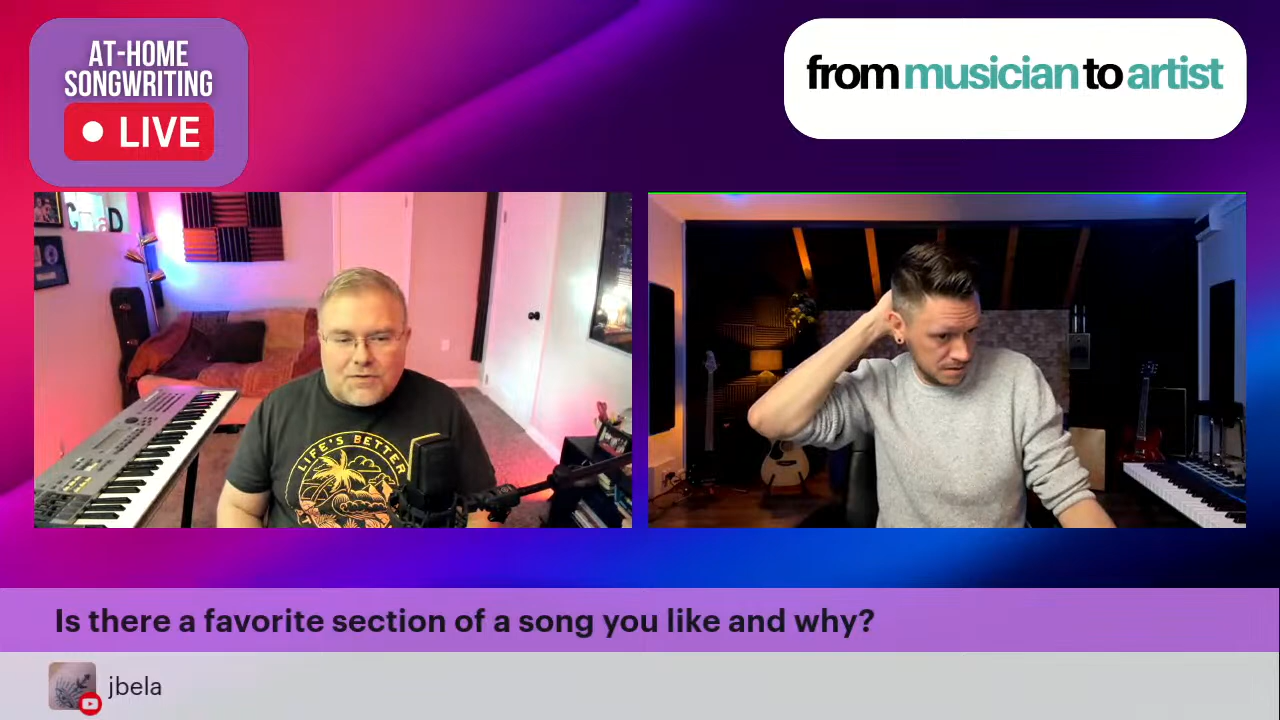 AT-HOME
SONGWRITING
LIVE
from musician to artist
C D
LIFE'S BETTER
Is there a favorite section of a song you like and why?
jbela